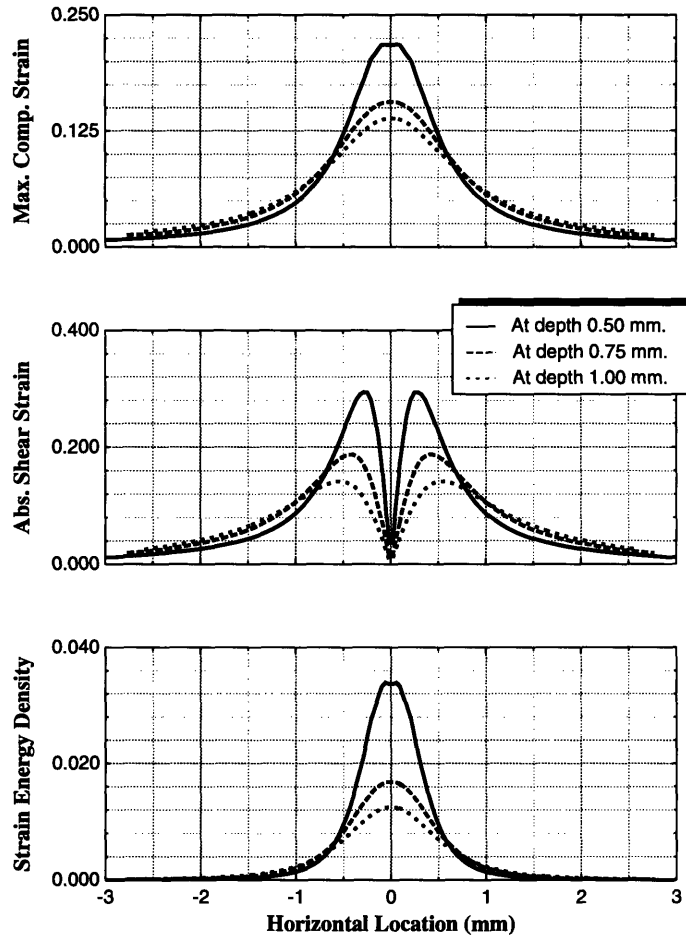 0.250
0.125
0.000
Max. Comp. Strain
At depth 0.50 mm.
At depth 0.75 mm.
At depth 1.00 mm.
0.400
0.200
0.000
Abs. Shear Strain
0.040
0.020
0.000
Strain Energy Density
-3 -2 -1 0 1 2 3
Horizontal Location (mm)